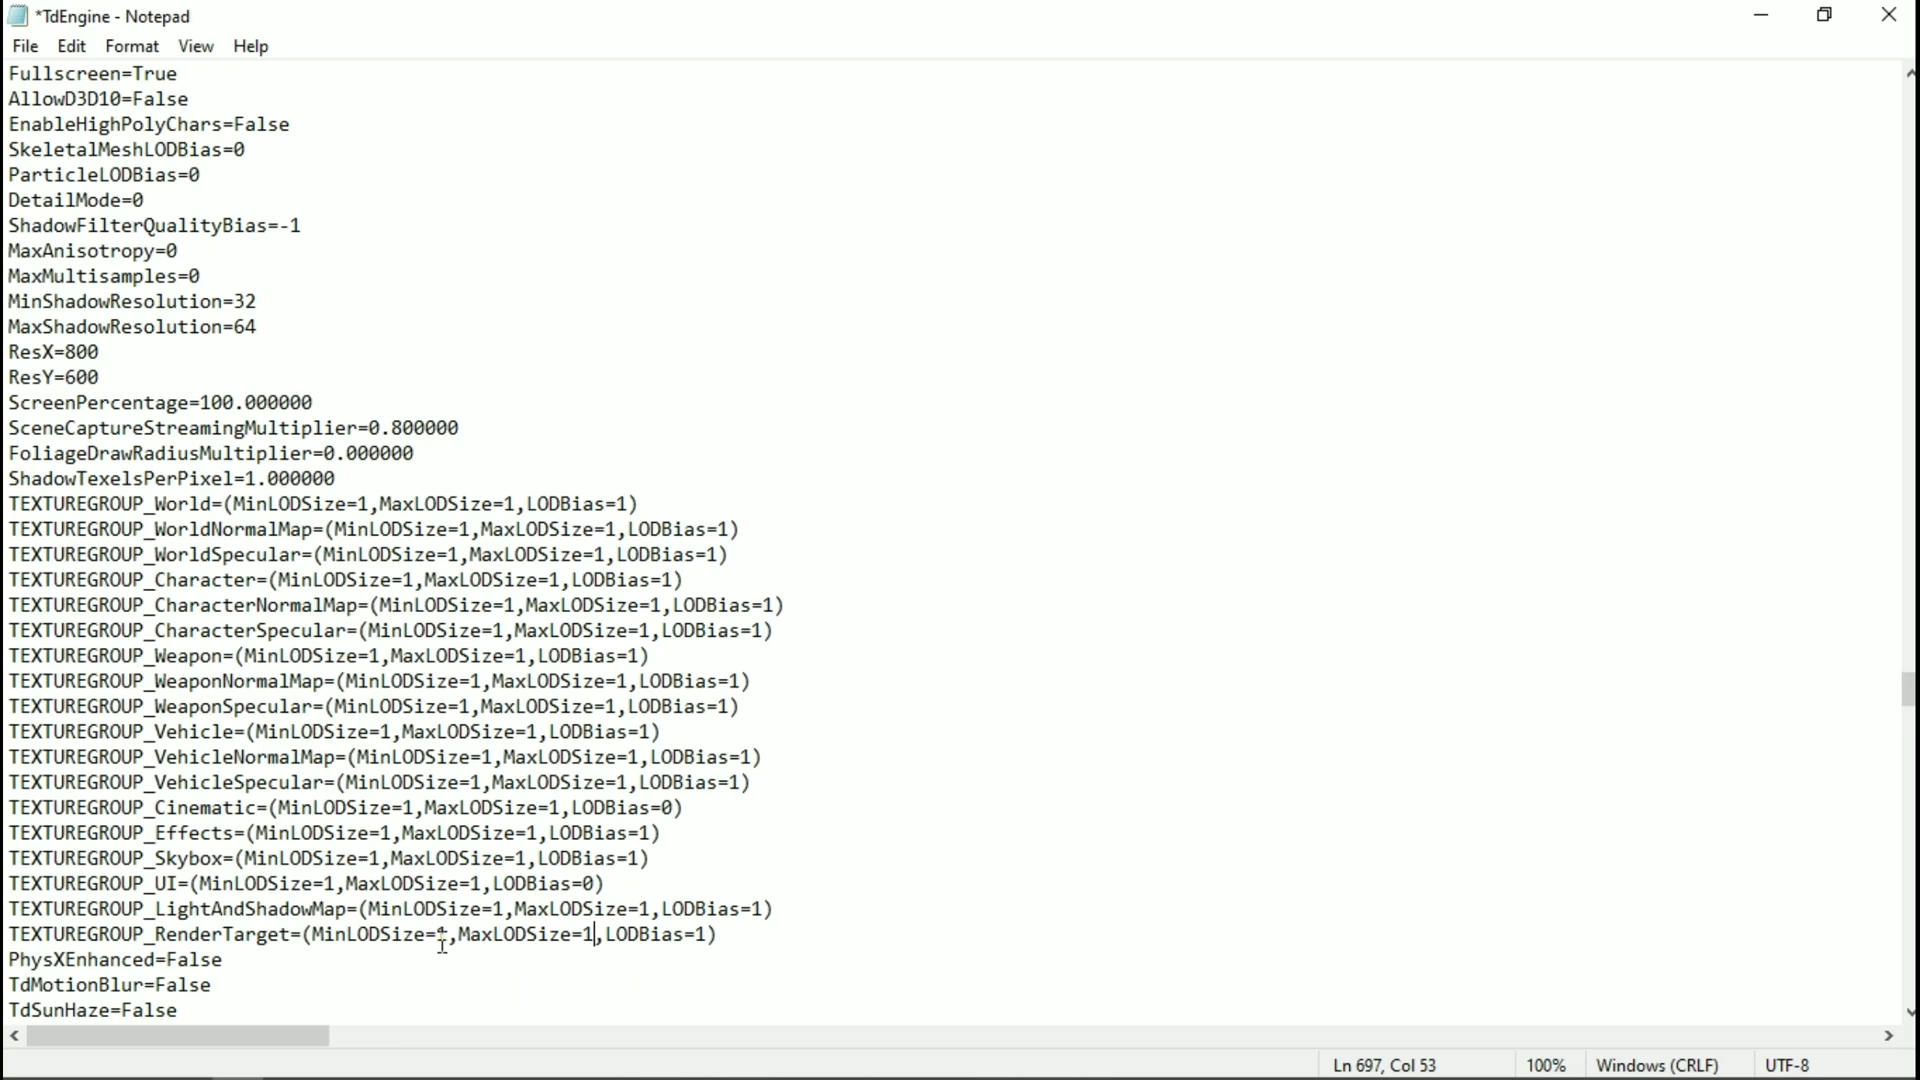 *TdEngine - Notepad
File Edit Format View Help
Fullscreen=True
AllowD3D10=False
EnableHighPolyChars=False
SkeletalMeshLODBias=0
ParticleLODBias=0
DetailMode=0
ShadowFilterQualityBias=-1
MaxAnisotropy=0
MaxMultisamples=0
MinShadowResolution=32
MaxShadowResolution=64
ResX=800
ResY=600
ScreenPercentage=100.000000
SceneCaptureStreamingMultiplier=0.800000
FoliageDrawRadiusMultiplier=0.000000
ShadowTexelsPerPixel=1.000000
TEXTUREGROUP_World=(MinLODSize=1,MaxLODSize=1,LODBias=1)
TEXTUREGROUP_WorldNormalMap=(MinLODSize=1,MaxLODSize=1,LODBias=1)
TEXTUREGROUP_WorldSpecular=(MinLODSize=1,MaxLODSize=1,LODBias=1)
TEXTUREGROUP_Character=(MinLODSize=1,MaxLODSize=1,LODBias=1)
TEXTUREGROUP_CharacterNormalMap=(MinLODSize=1,MaxLODSize=1,LODBias=1)
TEXTUREGROUP_CharacterSpecular=(MinLODSize=1,MaxLODSize=1,LODBias=1)
TEXTUREGROUP_Weapon=(MinLODSize=1,MaxLODSize=1,LODBias=1)
TEXTUREGROUP_WeaponNormalMap=(MinLODSize=1,MaxLODSize=1,LODBias=1)
TEXTUREGROUP_WeaponSpecular=(MinLODSize=1,MaxLODSize=1,LODBias=1)
TEXTUREGROUP_Vehicle=(MinLODSize=1,MaxLODSize=1,LODBias=1)
TEXTUREGROUP_VehicleNormalMap=(MinLODSize=1,MaxLODSize=1,LODBias=1)
TEXTUREGROUP_VehicleSpecular=(MinLODSize=1,MaxLODSize=1,LODBias=1)
TEXTUREGROUP_Cinematic=(MinLODSize=1,MaxLODSize=1,LODBias=0)
TEXTUREGROUP_Effects=(MinLODSize=1,MaxLODSize=1,LODBias=1)
TEXTUREGROUP_Skybox=(MinLODSize=1,MaxLODSize=1,LODBias=1)
TEXTUREGROUP_UI=(MinLODSize=1,MaxLODSize=1,LODBias=0)
TEXTUREGROUP_LightAndShadowMap=(MinLODSize=1,MaxLODSize=1,LODBias=1)
TEXTUREGROUP_RenderTarget=(MinLODSize=1,MaxLODSize=1,LODBias=1)
PhysXEnhanced=False
TdMotionBlur=False
TdSunHaze=False
Ln 697, Col 53 100% Windows (CRLF) UTF-8